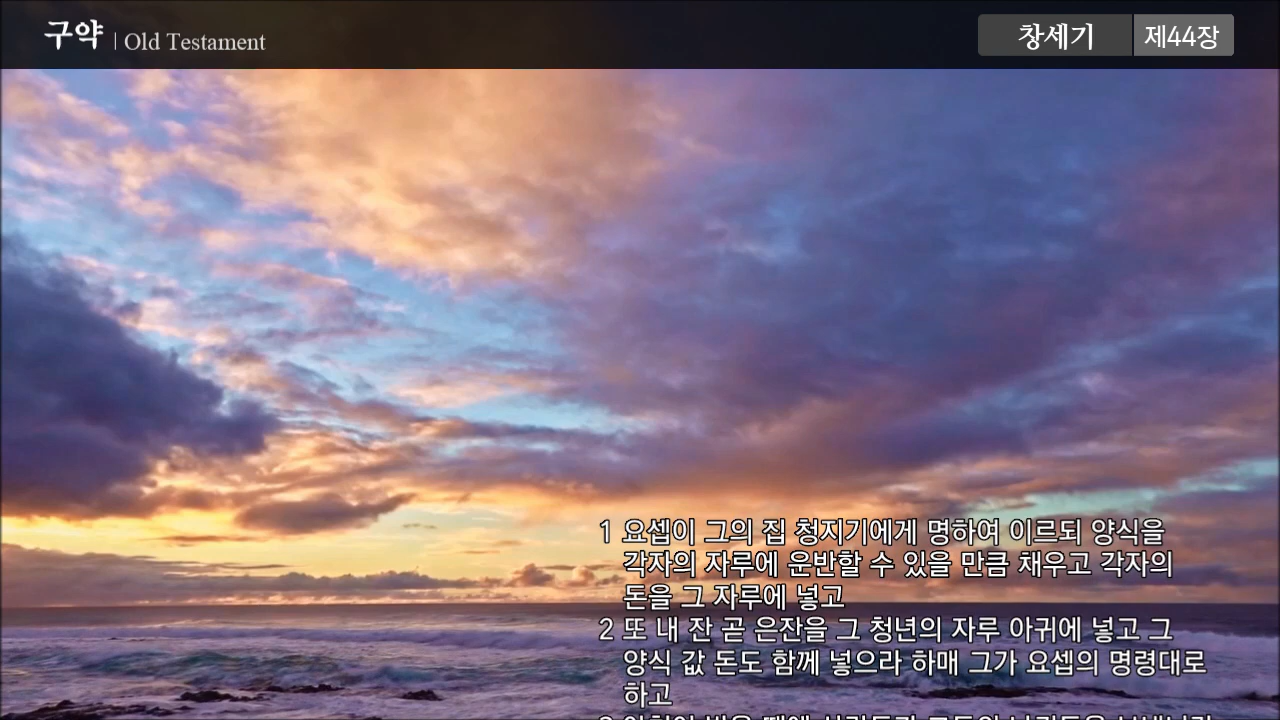 구약 | Old Testament
창세기 제44장
1 요셉이 그의 집 청지기에게 명하여 이르되 양식을
각자의 자루에 운반할 수 있을 만큼 채우고 각자의
돈을 그 자루에 넣고
2 또 내 잔 곧 은잔을 그 청년의 자루 아귀에 넣고 그
양식 값 돈도 함께 넣으라 하매 그가 요셉의 명령대로
하고